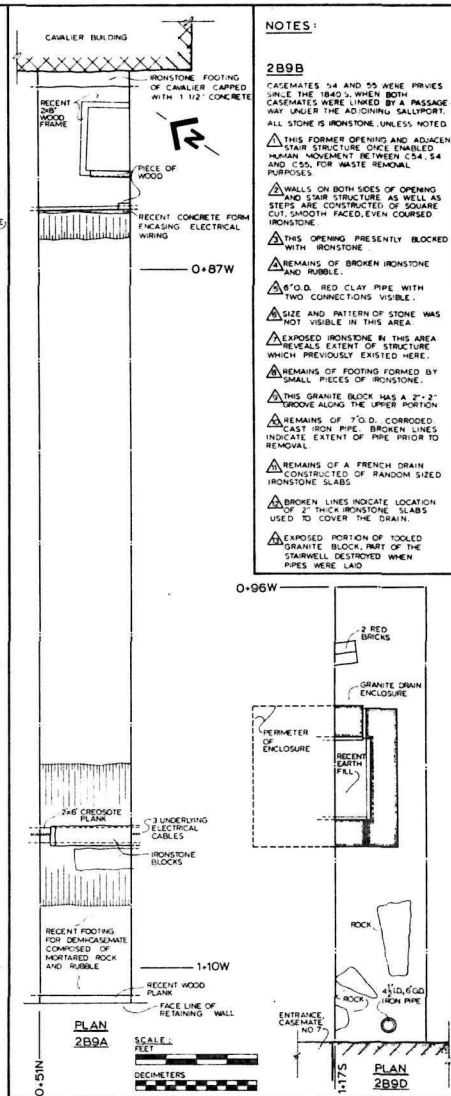 CAVALIER BUILDING
IRONSTONE FOOTING
OF CAVALIER CAPPED
WITH 1 1/2" CONCRETE
RECENT
2X8"
WOOD
FRAME
N
PIECE OF
WOOD
RECENT CONCRETE FORM
ENCASING ELECTRICAL
WIRING
0+87W
2X6" CREOSOTE
PLANK
3 UNDERLYING
ELECTRICAL
CABLES
IRONSTONE
BLOCKS
RECENT FOOTING
FOR DEMI-CASEMATE
COMPOSED OF
MORTARED ROCK
AND RUBBLE
1+10W
RECENT WOOD
PLANK
FACE LINE OF
RETAINING WALL
PLAN
2B9A
0+51N
SCALE:
FEET
DECIMETERS
NOTES:
2B9B
CASEMATES 54 AND 55 WERE PRIVIES
SINCE THE 1840'S, WHEN BOTH
CASEMATES WERE LINKED BY A PASSAGE-
WAY UNDER THE ADJOINING SALLYPORT.
ALL STONE IS IRONSTONE, UNLESS NOTED.
1 THIS FORMER OPENING AND ADJACENT
STAIR STRUCTURE ONCE ENABLED
HUMAN MOVEMENT BETWEEN C54, S4
AND C55, FOR WASTE REMOVAL
PURPOSES.
2 WALLS ON BOTH SIDES OF OPENING
AND STAIR STRUCTURE AS WELL AS
STEPS ARE CONSTRUCTED OF SQUARE
CUT, SMOOTH FACED, EVEN COURSED
IRONSTONE.
3 THIS OPENING PRESENTLY BLOCKED
WITH IRONSTONE.
4 REMAINS OF BROKEN IRONSTONE
AND RUBBLE.
5 6" O.D. RED CLAY PIPE WITH
TWO CONNECTIONS VISIBLE.
6 SIZE AND PATTERN OF STONE WAS
NOT VISIBLE IN THIS AREA.
7 EXPOSED IRONSTONE IN THIS AREA
REVEALS EXTENT OF STRUCTURE
WHICH PREVIOUSLY EXISTED HERE.
8 REMAINS OF FOOTING FORMED BY
SMALL PIECES OF IRONSTONE.
9 THIS GRANITE BLOCK HAS A 2" × 2"
GROOVE ALONG THE UPPER PORTION
10 REMAINS OF 7" O.D. CORRODED
CAST IRON PIPE. BROKEN LINES
INDICATE EXTENT OF PIPE PRIOR TO
REMOVAL.
11 REMAINS OF A FRENCH DRAIN
CONSTRUCTED OF RANDOM SIZED
IRONSTONE SLABS
12 BROKEN LINES INDICATE LOCATION
OF 2" THICK IRONSTONE SLABS
USED TO COVER THE DRAIN.
13 EXPOSED PORTION OF TOOLED
GRANITE BLOCK, PART OF THE
STAIRWELL DESTROYED WHEN
PIPES WERE LAID
0+96W
2 RED
BRICKS
GRANITE DRAIN
ENCLOSURE
PERIMETER
OF
ENCLOSURE
RECENT
EARTH
FILL
ROCK
4½" I.D., 6" O.D.
IRON PIPE
ROCK
ENTRANCE,
CASEMATE
NO 7
1+17S
PLAN
2B9D